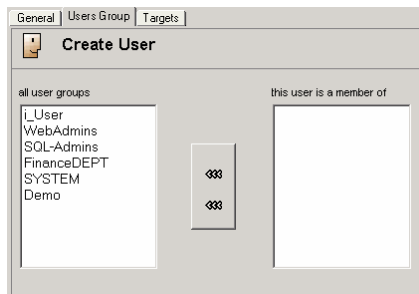 General Users Group Targets
Create User
all user groups
this user is a member of
i_User
WebAdmins
SQL-Admins
FinanceDEPT
SYSTEM
Demo